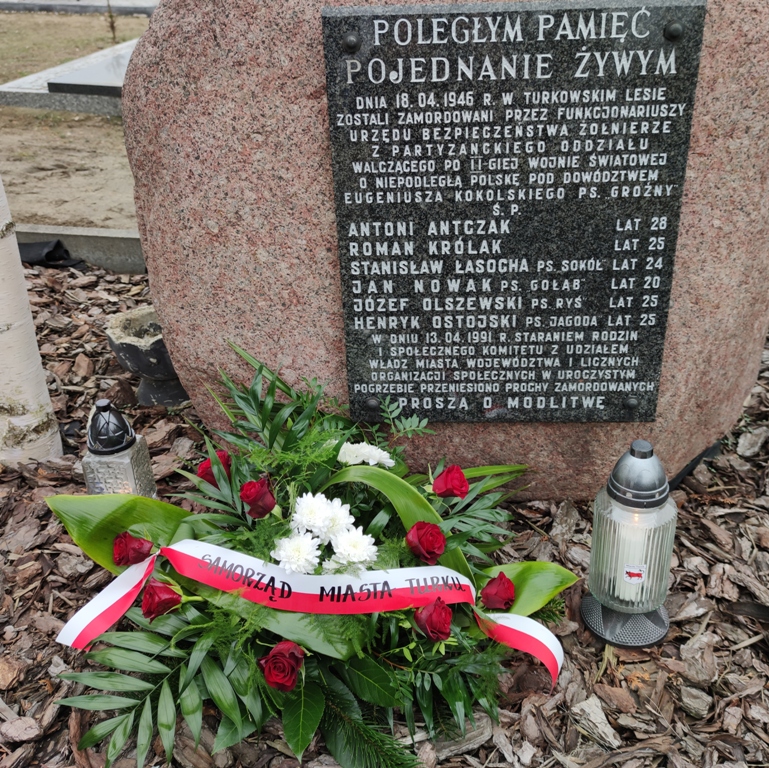 POLEGŁYM PAMIĘĆ
POJEDNANIE ŻYWYM
DNIA 18.04.1946 R. W TURKOWSKIM LESIE
ZOSTALI ZAMORDOWANI PRZEZ FUNKCJONARIUSZY
URZĘDU BEZPIECZEŃSTWA ŻOŁNIERZE
Z PARTYZANCKIEGO ODDZIAŁU
WALCZĄCEGO PO II-GIEJ WOJNIE ŚWIATOWEJ
O NIEPODLEGŁĄ POLSKĘ POD DOWÓDZTWEM
EUGENIUSZA KOKOLSKIEGO PS. "GROŹNY"
Ś. P.
ANTONI ANTCZAK LAT 28
ROMAN KRÓLAK LAT 25
STANISŁAW ŁASOCHA PS. SOKÓŁ LAT 24
JAN NOWAK PS. GOŁĄB LAT 20
JÓZEF OLSZEWSKI PS. RYŚ LAT 25
HENRYK OSTOJSKI PS. JAGODA LAT 25
W DNIU 13.04.1991 R. STARANIEM RODZIN
I SPOŁECZNEGO KOMITETU Z UDZIAŁEM
WŁADZ MIASTA WOJEWÓDZTWA I LICZNYCH
ORGANIZACJI SPOŁECZNYCH W UROCZYSTYM
POGRZEBIE PRZENIESIONO PROCHY ZAMORDOWANYCH
PROSZĄ O MODLITWĘ
SAMORZĄD MIASTA TURKU